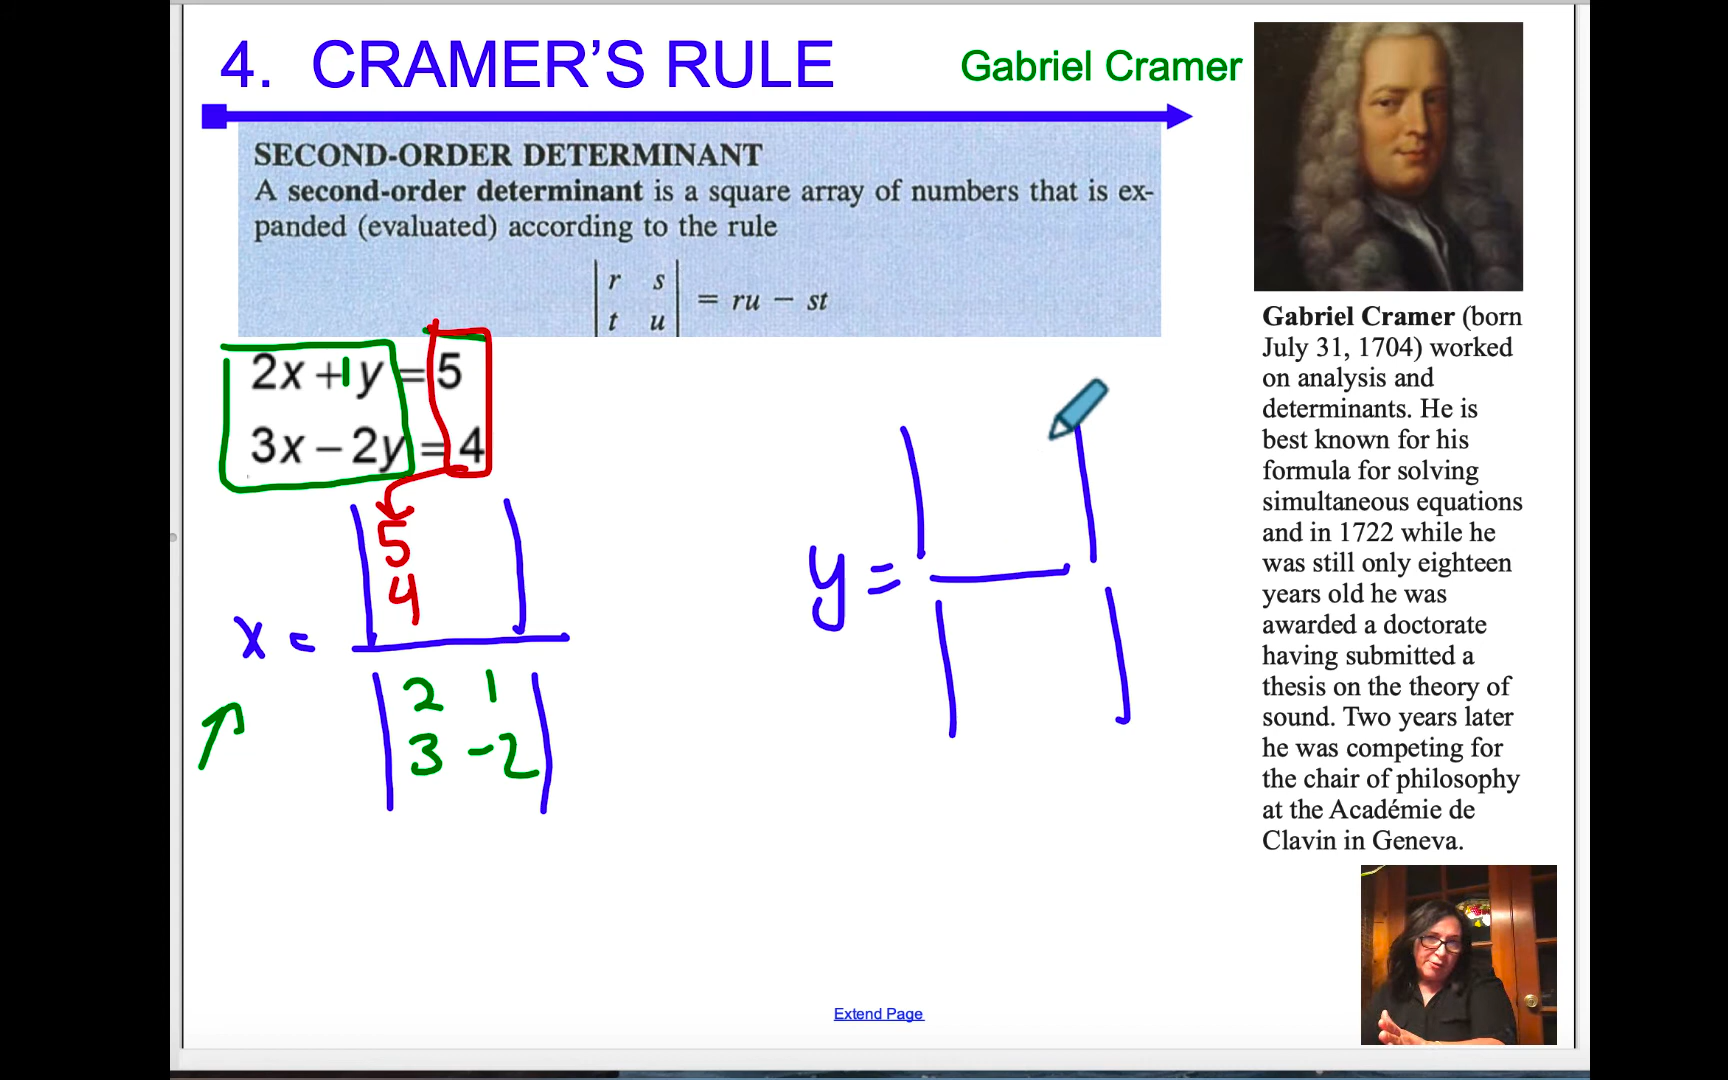 4. CRAMER'S RULE
Gabriel Cramer
SECOND-ORDER DETERMINANT
A second-order determinant is a square array of numbers that is ex-
panded (evaluated) according to the rule
| r s |
| t u | = ru − st
2x + 1y = 5
3x − 2y = 4
5
4
x =
2 1
3 -2
y =
Gabriel Cramer (born
July 31, 1704) worked
on analysis and
determinants. He is
best known for his
formula for solving
simultaneous equations
and in 1722 while he
was still only eighteen
years old he was
awarded a doctorate
having submitted a
thesis on the theory of
sound. Two years later
he was competing for
the chair of philosophy
at the Académie de
Clavin in Geneva.
Extend Page